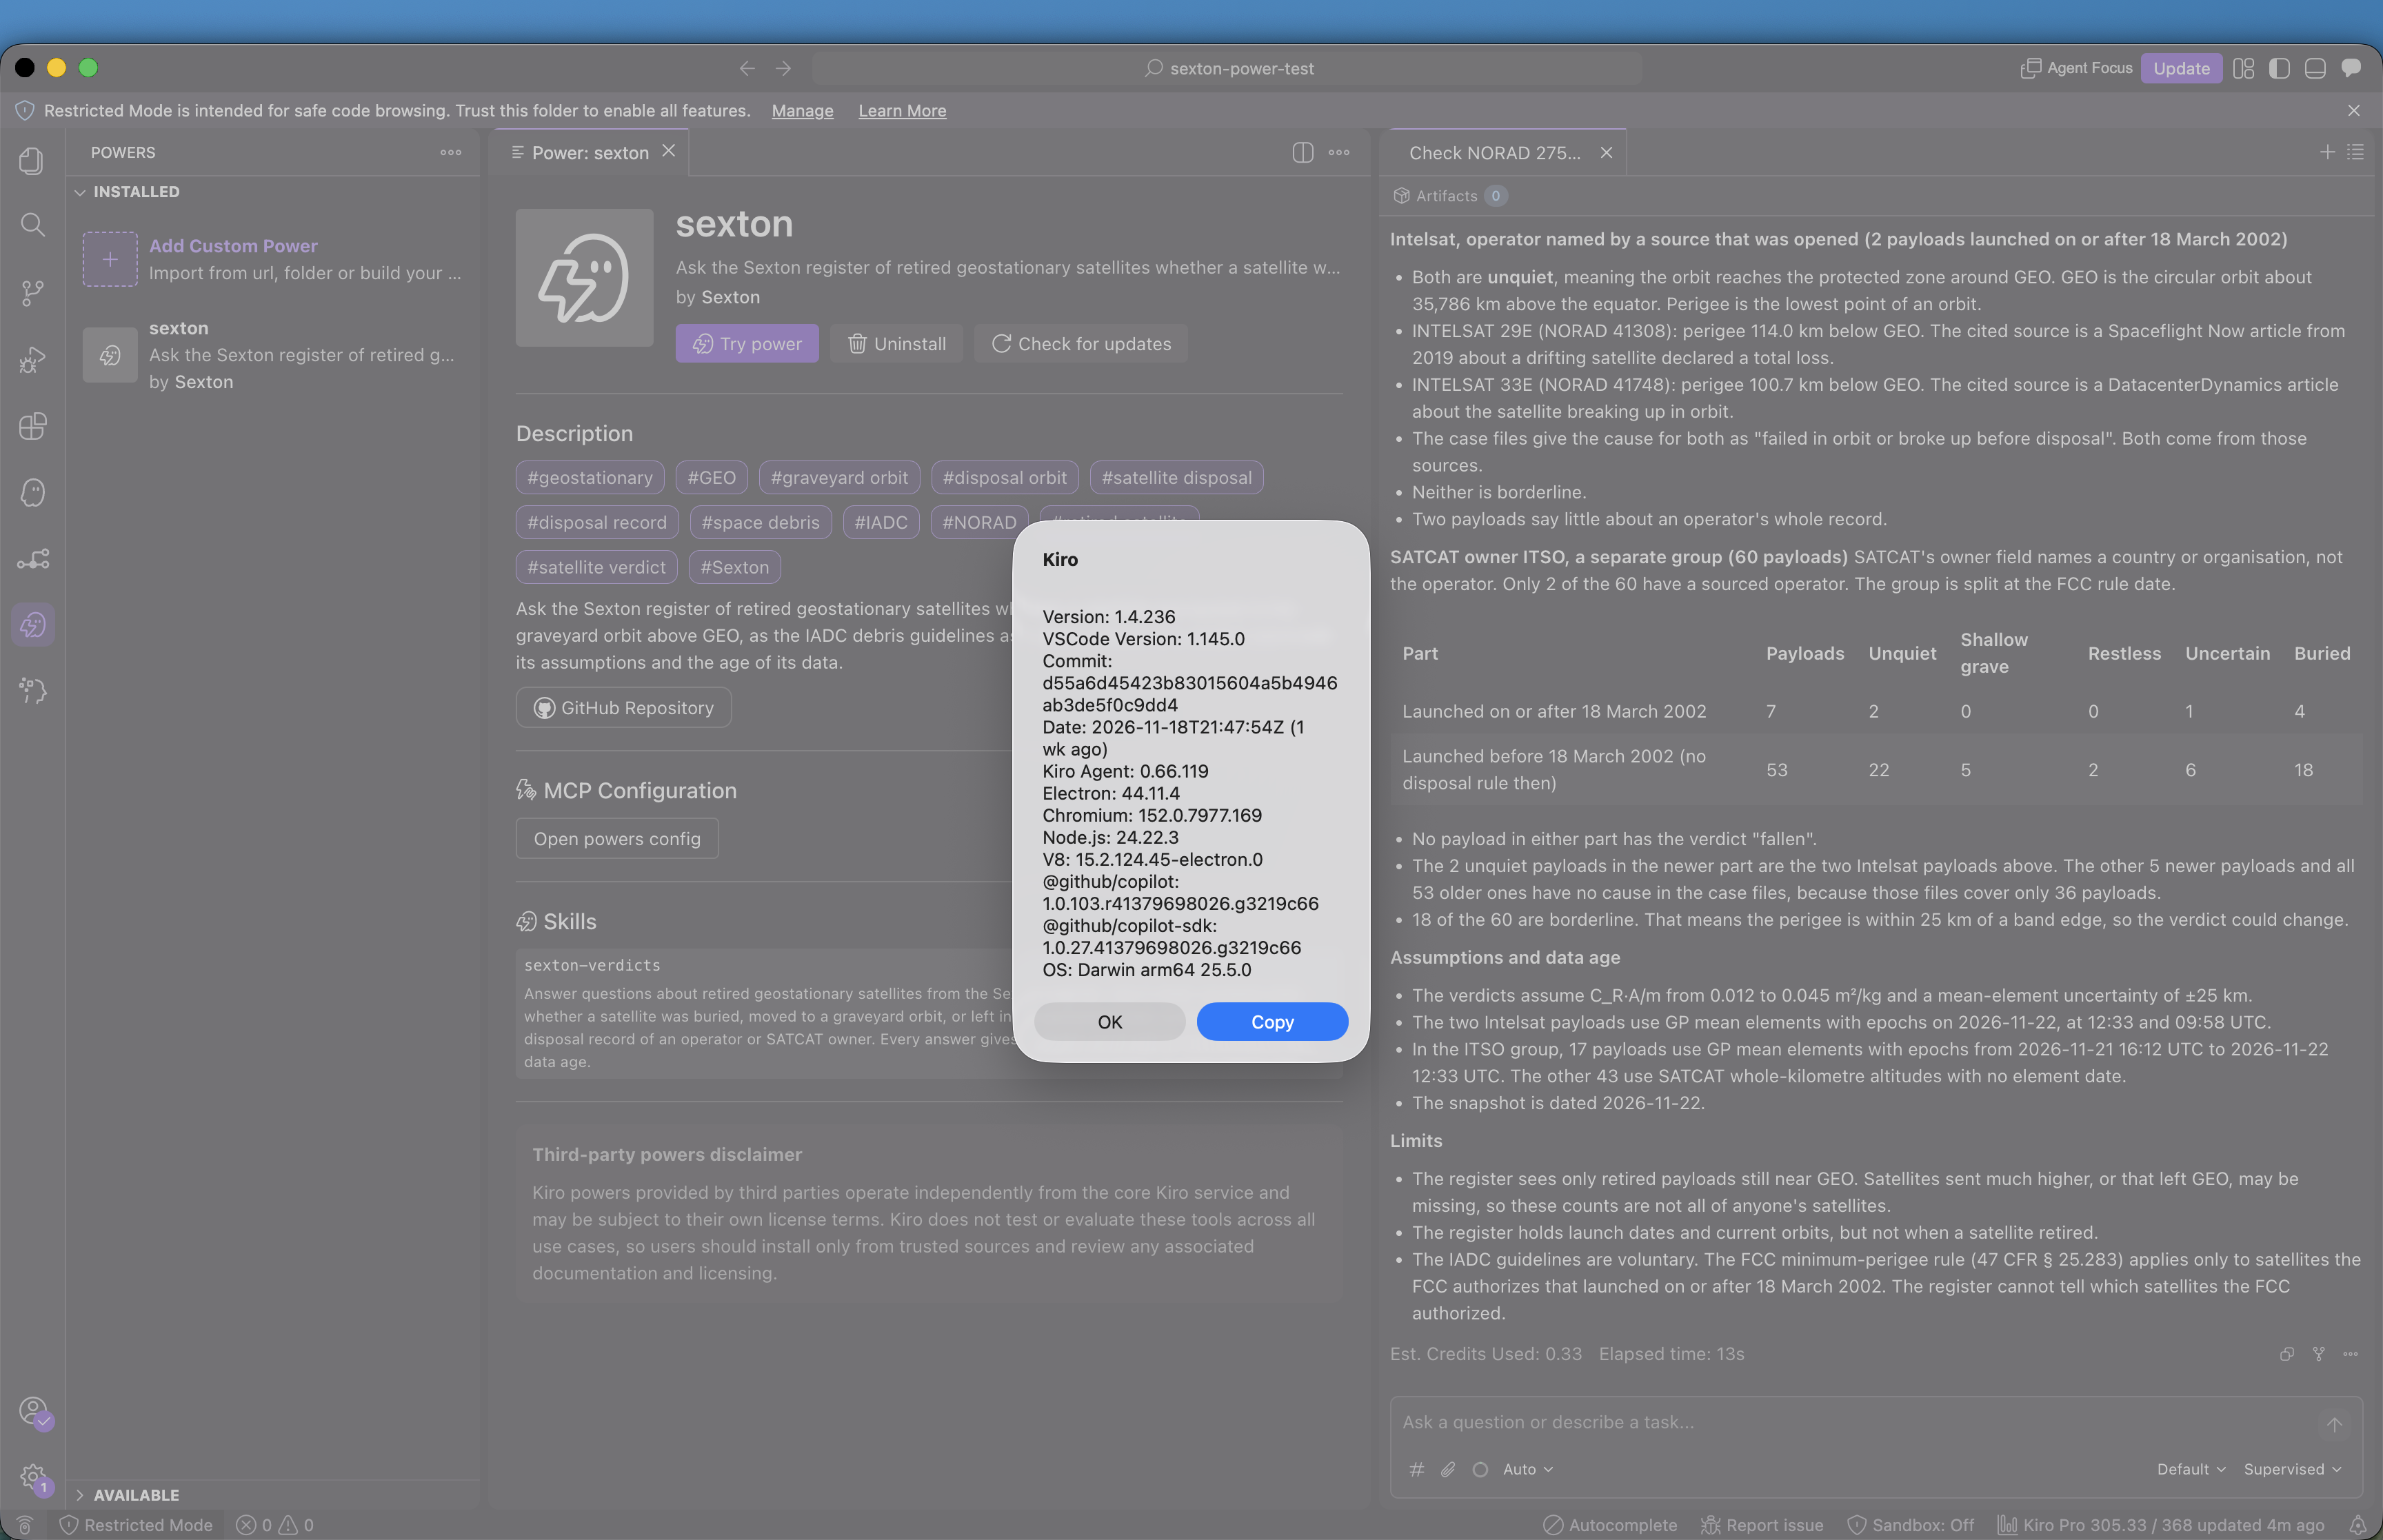 sexton-power-test
Agent Focus
Update
Restricted Mode is intended for safe code browsing. Trust this folder to enable all features. Manage Learn More
POWERS
INSTALLED
Add Custom Power
Import from url, folder or build your ...
sexton
Ask the Sexton register of retired g...
by Sexton
AVAILABLE
Power: sexton
sexton
Ask the Sexton register of retired geostationary satellites whether a satellite w...
by Sexton
Try power
Uninstall
Check for updates
Description
#geostationary #GEO #graveyard orbit #disposal orbit #satellite disposal
#disposal record #space debris #IADC #NORAD
#satellite verdict #Sexton
Ask the Sexton register of retired geostationary satellites
graveyard orbit above GEO, as the IADC debris guidelines
its assumptions and the age of its data.
GitHub Repository
MCP Configuration
Open powers config
Skills
sexton-verdicts
Answer questions about retired geostationary satellites from the
whether a satellite was buried, moved to a graveyard orbit, or left in
disposal record of an operator or SATCAT owner. Every answer gives
data age.
Third-party powers disclaimer
Kiro powers provided by third parties operate independently from the core Kiro service and
may be subject to their own license terms. Kiro does not test or evaluate these tools across all
use cases, so users should install only from trusted sources and review any associated
documentation and licensing.
Kiro
Version: 1.4.236
VSCode Version: 1.145.0
Commit:
d55a6d45423b83015604a5b4946
ab3de5f0c9dd4
Date: 2026-11-18T21:47:54Z (1
wk ago)
Kiro Agent: 0.66.119
Electron: 44.11.4
Chromium: 152.0.7977.169
Node.js: 24.22.3
V8: 15.2.124.45-electron.0
@github/copilot:
1.0.103.r41379698026.g3219c66
@github/copilot-sdk:
1.0.27.41379698026.g3219c66
OS: Darwin arm64 25.5.0
OK
Copy
Check NORAD 275...
Artifacts 0
Intelsat, operator named by a source that was opened (2 payloads launched on or after 18 March 2002)
• Both are unquiet, meaning the orbit reaches the protected zone around GEO. GEO is the circular orbit about
35,786 km above the equator. Perigee is the lowest point of an orbit.
• INTELSAT 29E (NORAD 41308): perigee 114.0 km below GEO. The cited source is a Spaceflight Now article from
2019 about a drifting satellite declared a total loss.
• INTELSAT 33E (NORAD 41748): perigee 100.7 km below GEO. The cited source is a DatacenterDynamics article
about the satellite breaking up in orbit.
• The case files give the cause for both as "failed in orbit or broke up before disposal". Both come from those
sources.
• Neither is borderline.
• Two payloads say little about an operator's whole record.
SATCAT owner ITSO, a separate group (60 payloads) SATCAT's owner field names a country or organisation, not
the operator. Only 2 of the 60 have a sourced operator. The group is split at the FCC rule date.
Part Payloads Unquiet Shallow grave Restless Uncertain Buried
Launched on or after 18 March 2002 7 2 0 0 1 4
Launched before 18 March 2002 (no
disposal rule then) 53 22 5 2 6 18
• No payload in either part has the verdict "fallen".
• The 2 unquiet payloads in the newer part are the two Intelsat payloads above. The other 5 newer payloads and all
53 older ones have no cause in the case files, because those files cover only 36 payloads.
• 18 of the 60 are borderline. That means the perigee is within 25 km of a band edge, so the verdict could change.
Assumptions and data age
• The verdicts assume C_R·A/m from 0.012 to 0.045 m²/kg and a mean-element uncertainty of ±25 km.
• The two Intelsat payloads use GP mean elements with epochs on 2026-11-22, at 12:33 and 09:58 UTC.
• In the ITSO group, 17 payloads use GP mean elements with epochs from 2026-11-21 16:12 UTC to 2026-11-22
12:33 UTC. The other 43 use SATCAT whole-kilometre altitudes with no element date.
• The snapshot is dated 2026-11-22.
Limits
• The register sees only retired payloads still near GEO. Satellites sent much higher, or that left GEO, may be
missing, so these counts are not all of anyone's satellites.
• The register holds launch dates and current orbits, but not when a satellite retired.
• The IADC guidelines are voluntary. The FCC minimum-perigee rule (47 CFR § 25.283) applies only to satellites the
FCC authorizes that launched on or after 18 March 2002. The register cannot tell which satellites the FCC
authorized.
Est. Credits Used: 0.33 Elapsed time: 13s
Ask a question or describe a task...
# Auto
Default Supervised
1
Restricted Mode 0 0
Autocomplete Report issue Sandbox: Off Kiro Pro 305.33 / 368 updated 4m ago